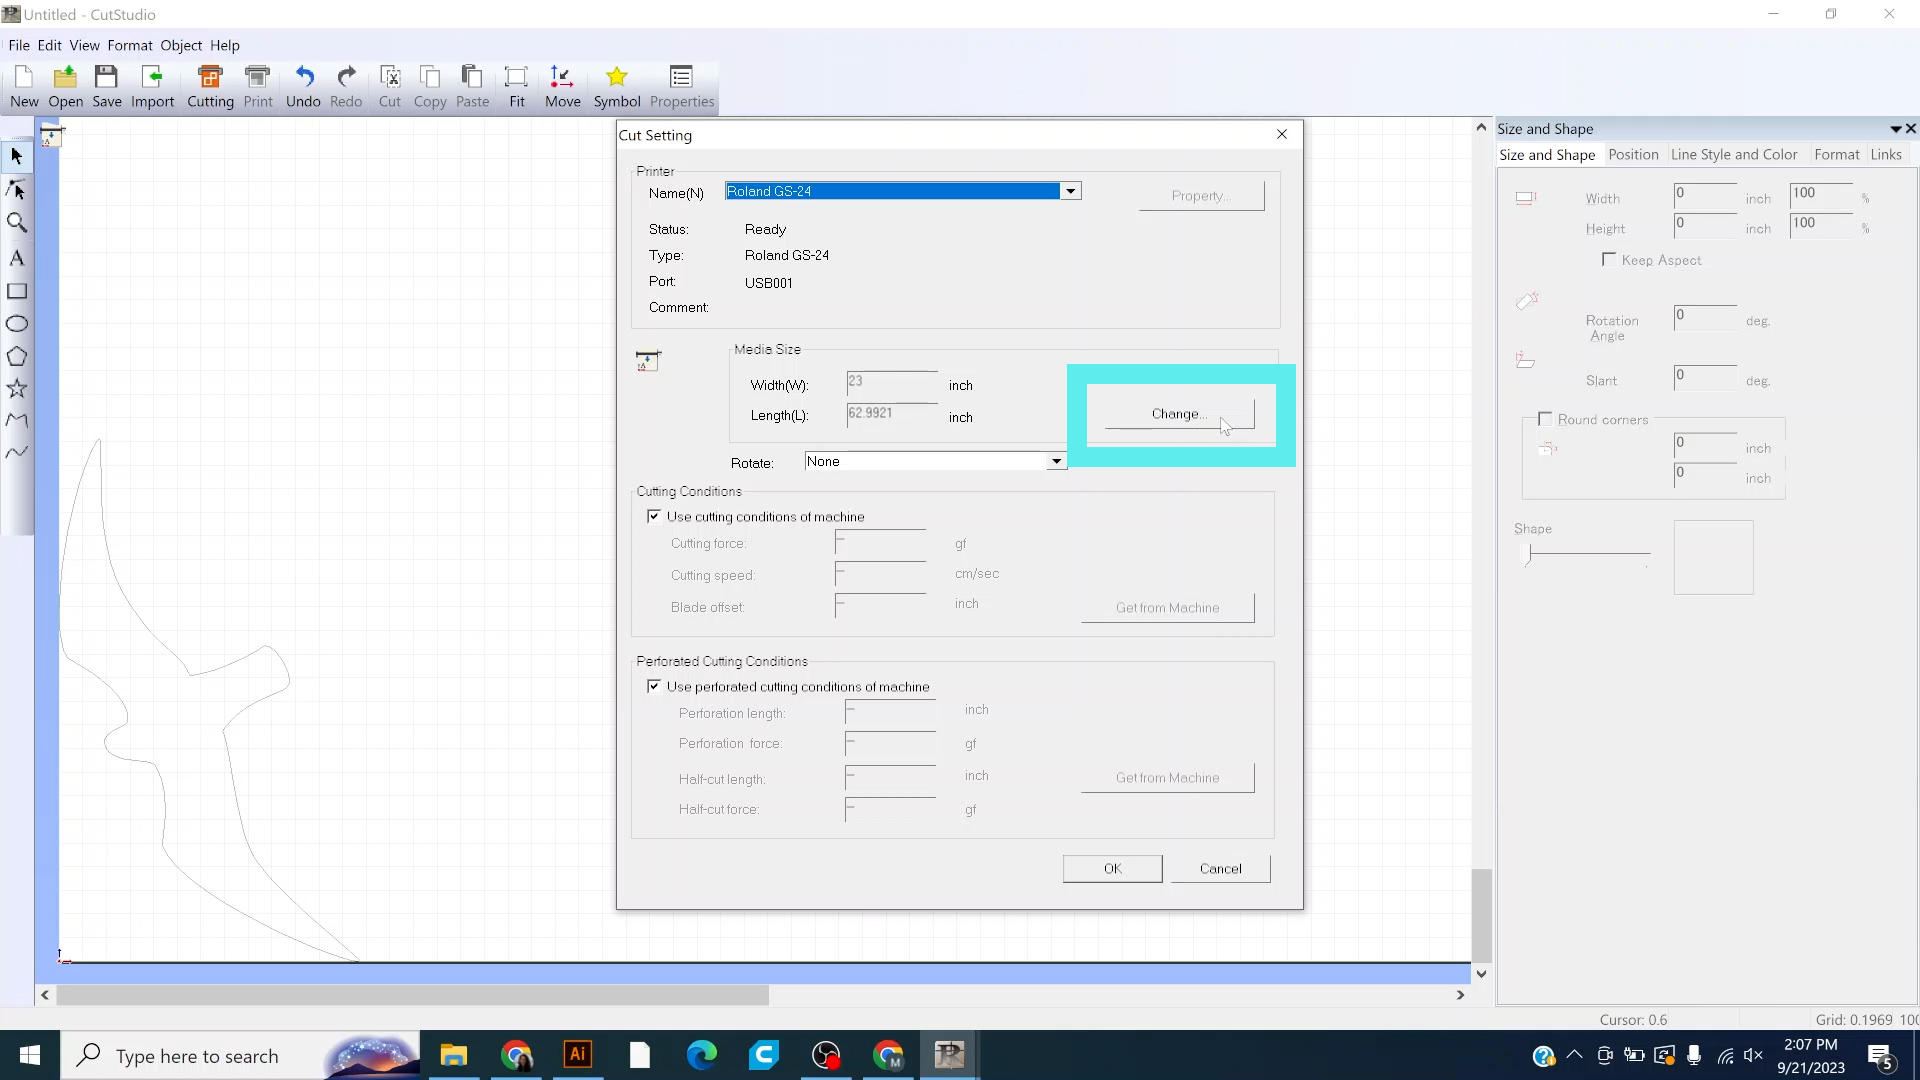 Untitled - CutStudio
File Edit View Format Object Help
New Open Save Import Cutting Print Undo Redo Cut Copy Paste Fit Move Symbol Properties
Cut Setting
Printer
Name(N) Roland GS-24 Property...
Status: Ready
Type: Roland GS-24
Port: USB001
Comment:
Media Size
Width(W): 23 inch
Change...
Length(L): 62.9921 inch
Rotate: None
Cutting Conditions
Use cutting conditions of machine
Cutting force: gf
Cutting speed: cm/sec
Blade offset: inch Get from Machine
Perforated Cutting Conditions
Use perforated cutting conditions of machine
Perforation length: inch
Perforation force: gf
Half-cut length: inch Get from Machine
Half-cut force: gf
OK Cancel
Size and Shape
Size and Shape Position Line Style and Color Format Links
Width 0 inch 100 %
Height 0 inch 100 %
Keep Aspect
Rotation
Angle 0 deg.
Slant 0 deg.
Round corners
0 inch
0 inch
Shape
Cursor: 0.6 Grid: 0.1969 100
Type here to search
Ai
M
2:07 PM
9/21/2023
5